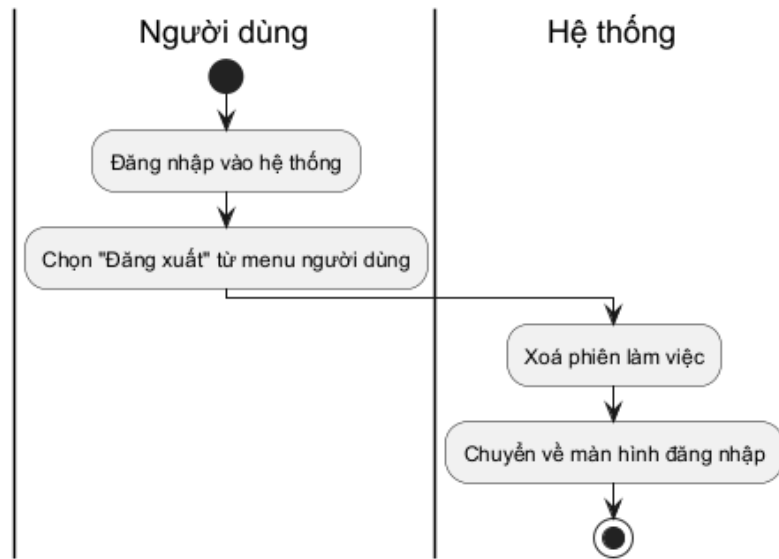 Người dùng
Hệ thống
Đăng nhập vào hệ thống
Chọn "Đăng xuất" từ menu người dùng
Xoá phiên làm việc
Chuyển về màn hình đăng nhập